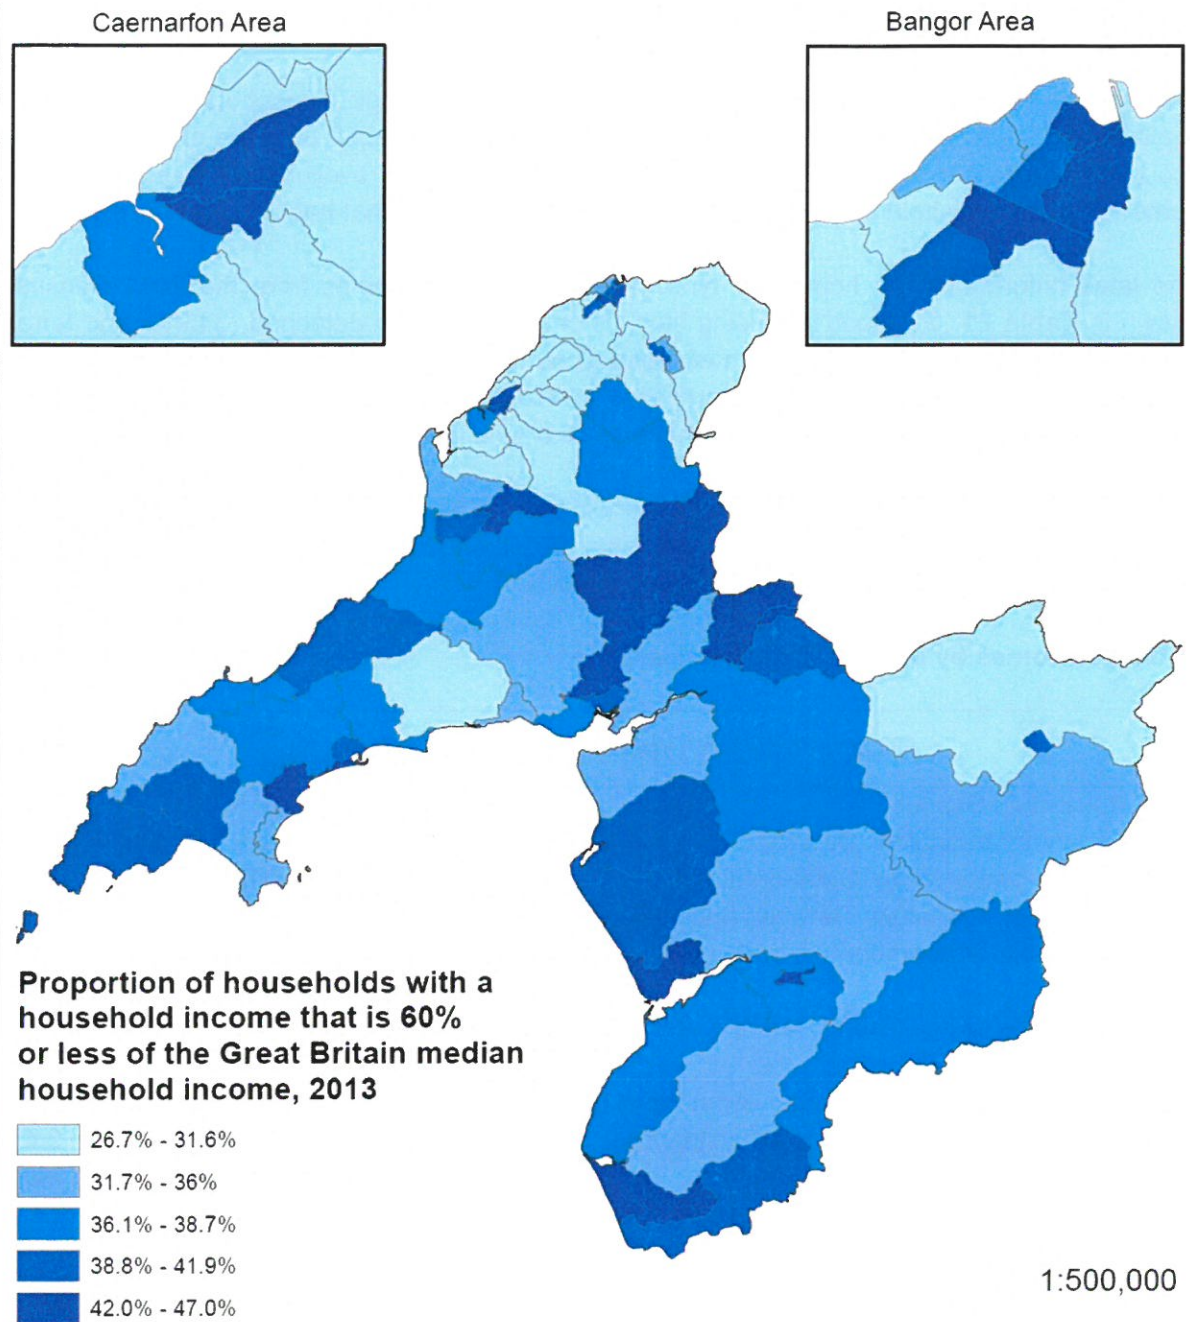 Caernarfon Area
Bangor Area
Proportion of households with a
household income that is 60%
or less of the Great Britain median
household income, 2013
26.7% - 31.6%
31.7% - 36%
36.1% - 38.7%
38.8% - 41.9%
42.0% - 47.0%
1:500,000